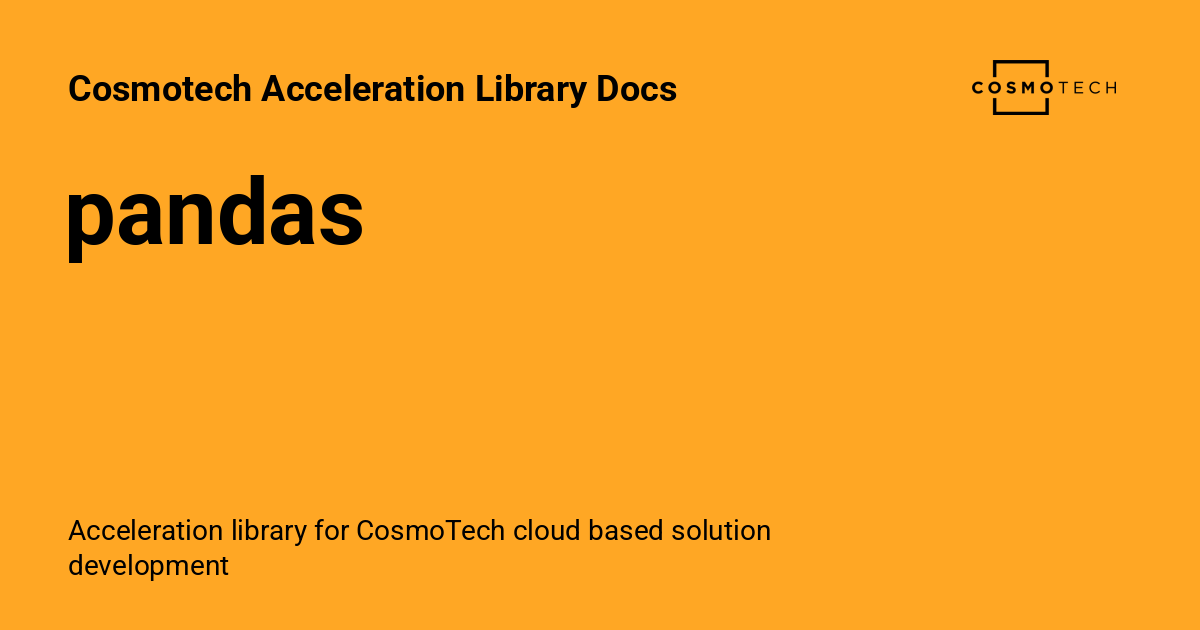 Cosmotech Acceleration Library Docs
COSMOTECH
pandas
Acceleration library for CosmoTech cloud based solution
development